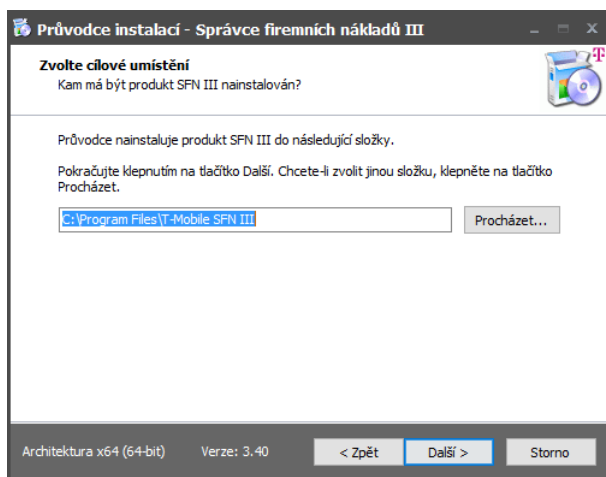 Průvodce instalací - Správce firemních nákladů III
Zvolte cílové umístění
Kam má být produkt SFN III nainstalován?
T
Průvodce nainstaluje produkt SFN III do následující složky.
Pokračujte klepnutím na tlačítko Další. Chcete-li zvolit jinou složku, klepněte na tlačítko
Procházet.
C:\Program Files\T-Mobile SFN III
Procházet...
Architektura x64 (64-bit)
Verze: 3.40
< Zpět
Další >
Storno